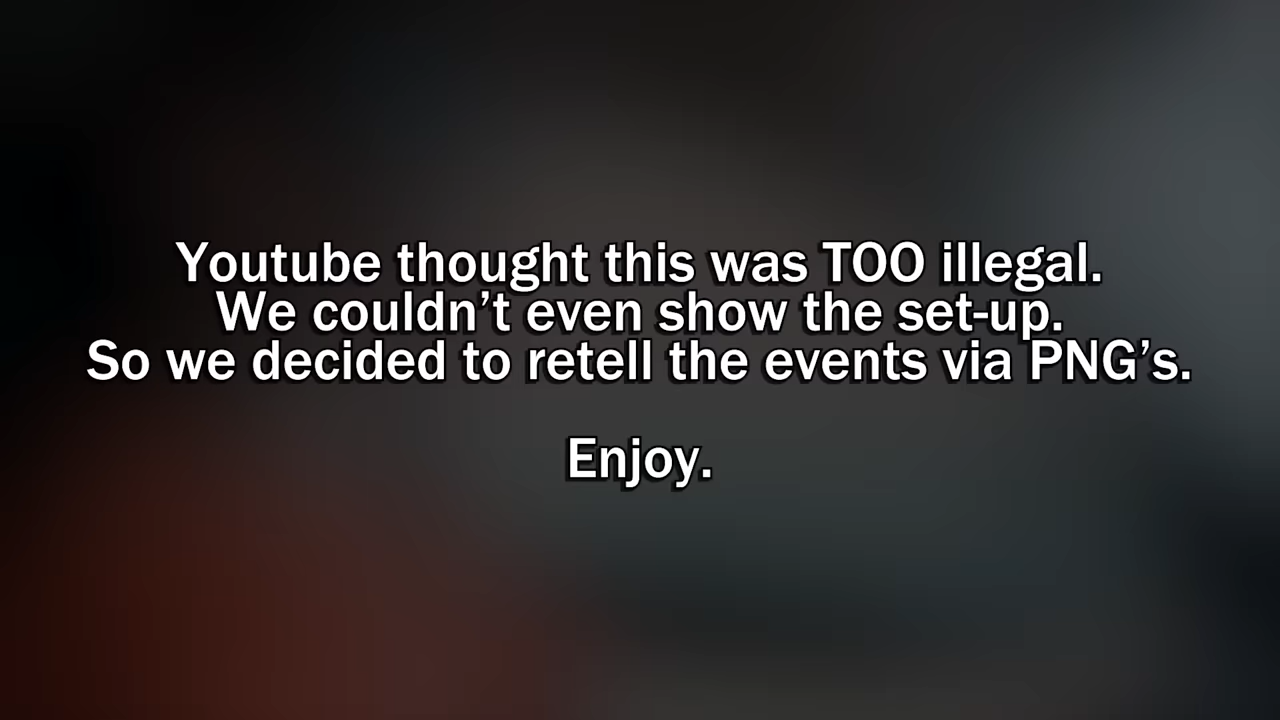 Youtube thought this was TOO illegal.
We couldn’t even show the set-up.
So we decided to retell the events via PNG’s.
Enjoy.